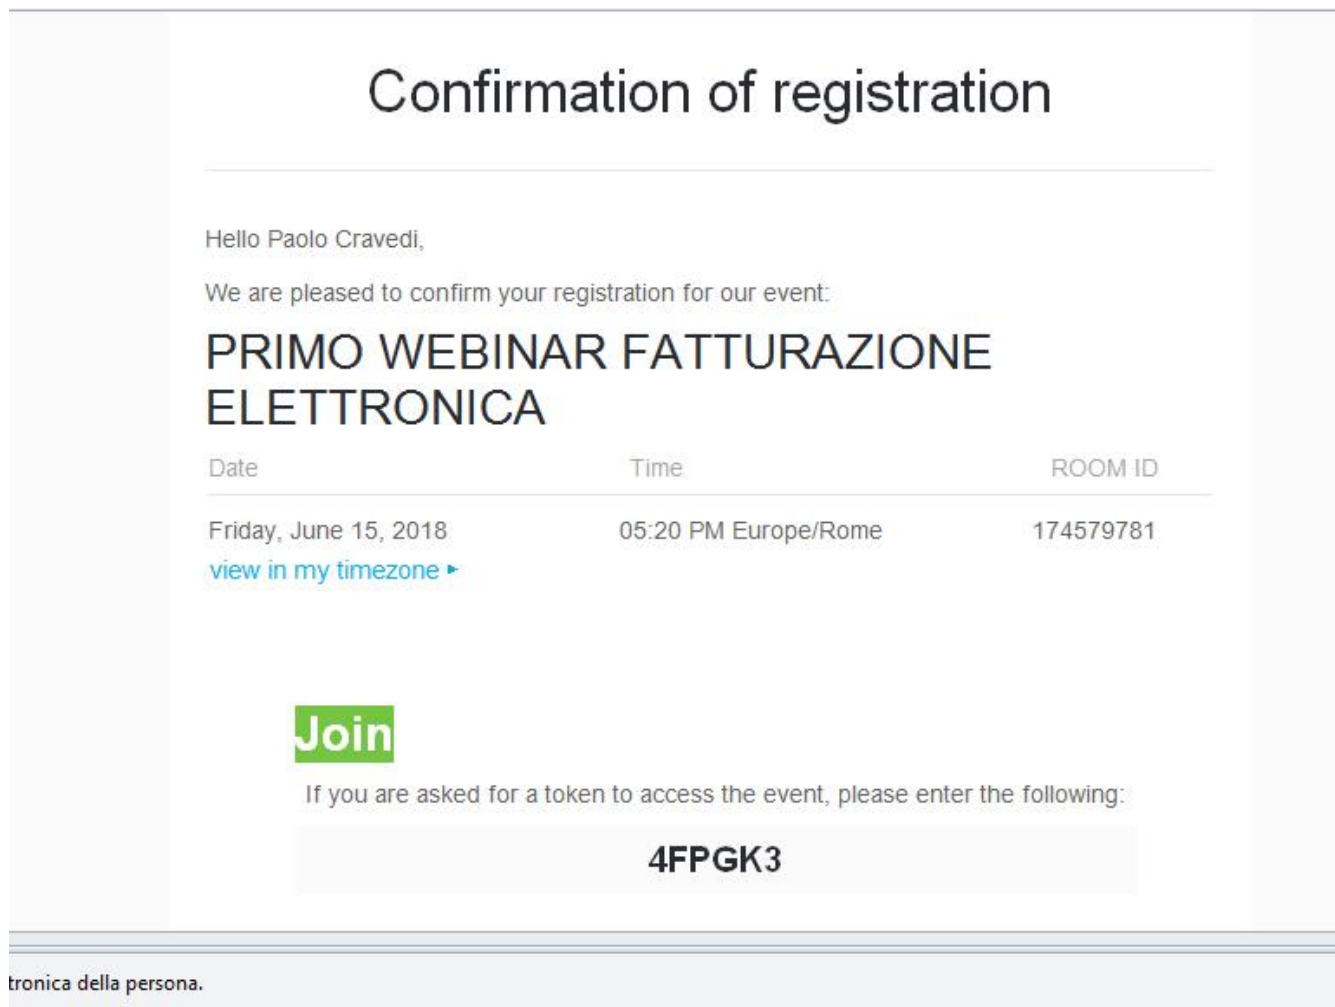 Confirmation of registration
Hello Paolo Cravedi,
We are pleased to confirm your registration for our event:
PRIMO WEBINAR FATTURAZIONE
ELETTRONICA
Date Time ROOM ID
Friday, June 15, 2018 05:20 PM Europe/Rome 174579781
view in my timezone ▸
Join
If you are asked for a token to access the event, please enter the following:
4FPGK3
tronica della persona.